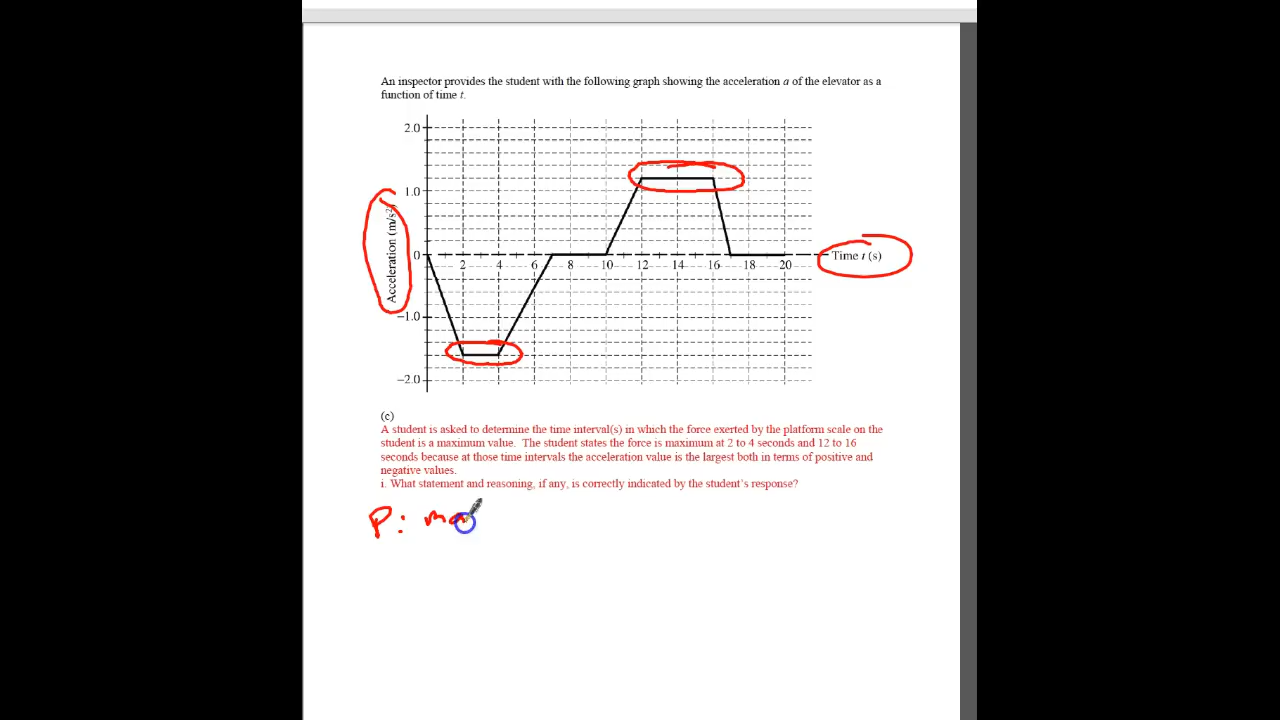 An inspector provides the student with the following graph showing the acceleration a of the elevator as a
function of time t.
2.0
1.0
0
−1.0
−2.0
Acceleration (m/s²)
2 4 6 8 10 12 14 16 18 20
Time t (s)
(c)
A student is asked to determine the time interval(s) in which the force exerted by the platform scale on the
student is a maximum value. The student states the force is maximum at 2 to 4 seconds and 12 to 16
seconds because at those time intervals the acceleration value is the largest both in terms of positive and
negative values.
i. What statement and reasoning, if any, is correctly indicated by the student's response?
P: ma